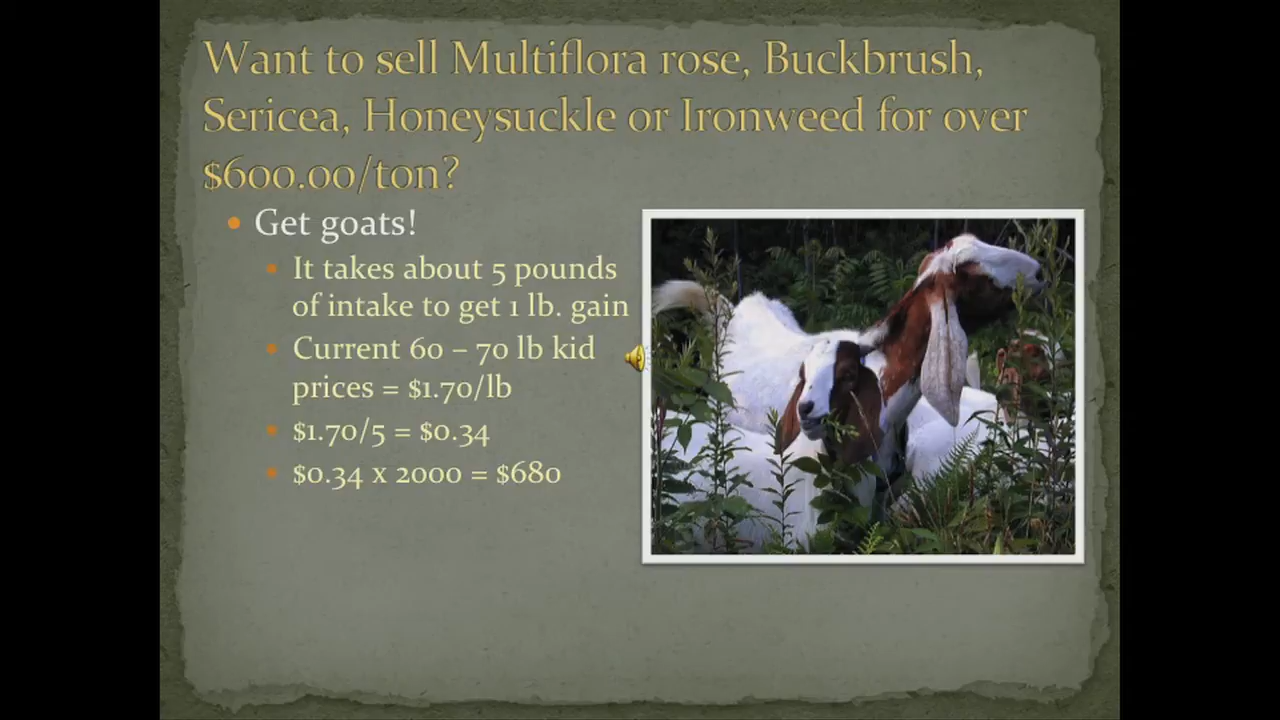 Want to sell Multiflora rose, Buckbrush,
Sericea, Honeysuckle or Ironweed for over
$600.00/ton?
Get goats!
It takes about 5 pounds
of intake to get 1 lb. gain
Current 60 – 70 lb kid
prices = $1.70/lb
$1.70/5 = $0.34
$0.34 x 2000 = $680